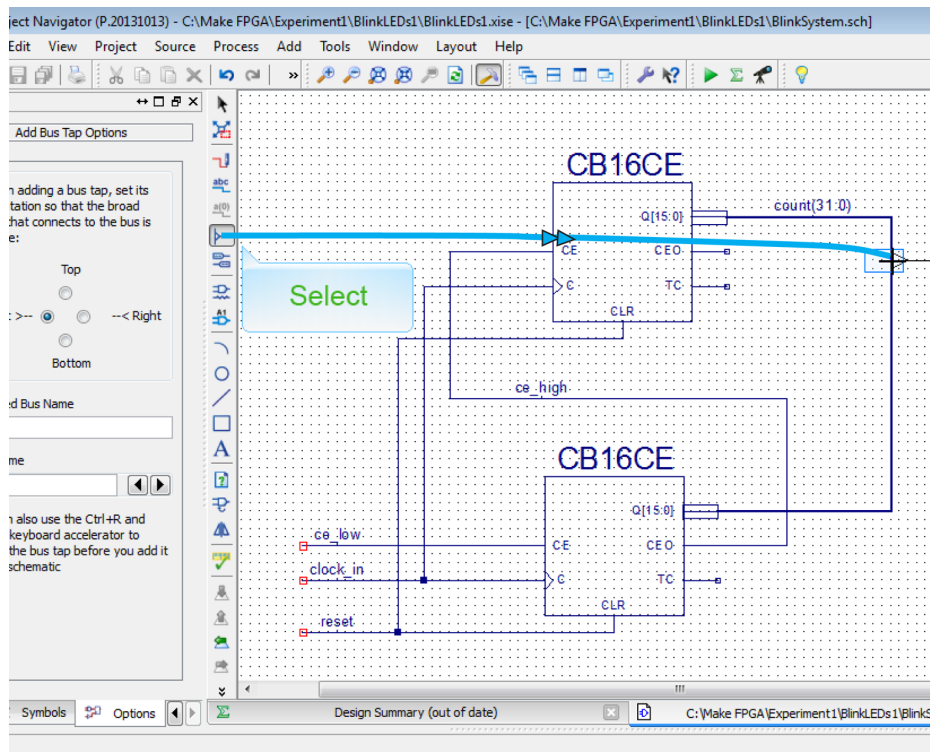 ject Navigator (P.20131013) - C:\Make FPGA\Experiment1\BlinkLEDs1\BlinkLEDs1.xise - [C:\Make FPGA\Experiment1\BlinkLEDs1\BlinkSystem.sch]
Edit View Project Source Process Add Tools Window Layout Help
Add Bus Tap Options
n adding a bus tap, set its
tation so that the broad
that connects to the bus is
e:
Top
: >-- --< Right
Bottom
ed Bus Name
me
n also use the Ctrl+R and
keyboard accelerator to
the bus tap before you add it
schematic
abc
a(0)
A1
A
Select
CB16CE
Q[15:0]
count(31:0)
CE CEO
C TC
CLR
ce_high
CB16CE
Q[15:0]
ce_low
CE CEO
clock_in
C TC
CLR
reset
Symbols Options
Design Summary (out of date)
C:\Make FPGA\Experiment1\BlinkLEDs1\BlinkS